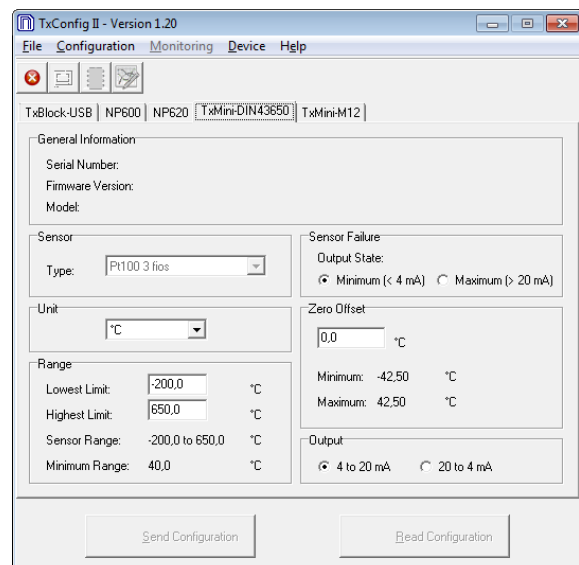 TxConfig II - Version 1.20
File Configuration Monitoring Device Help
TxBlock-USB NP600 NP620 TxMini-DIN43650 TxMini-M12
General Information
Serial Number:
Firmware Version:
Model:
Sensor
Type: Pt100 3 fios
Sensor Failure
Output State:
Minimum (< 4 mA) Maximum (> 20 mA)
Unit
°C
Zero Offset
0,0 °C
Minimum: -42,50 °C
Maximum: 42,50 °C
Range
Lowest Limit: -200,0 °C
Highest Limit: 650,0 °C
Sensor Range: -200,0 to 650,0 °C
Minimum Range: 40,0 °C
Output
4 to 20 mA 20 to 4 mA
Send Configuration Read Configuration